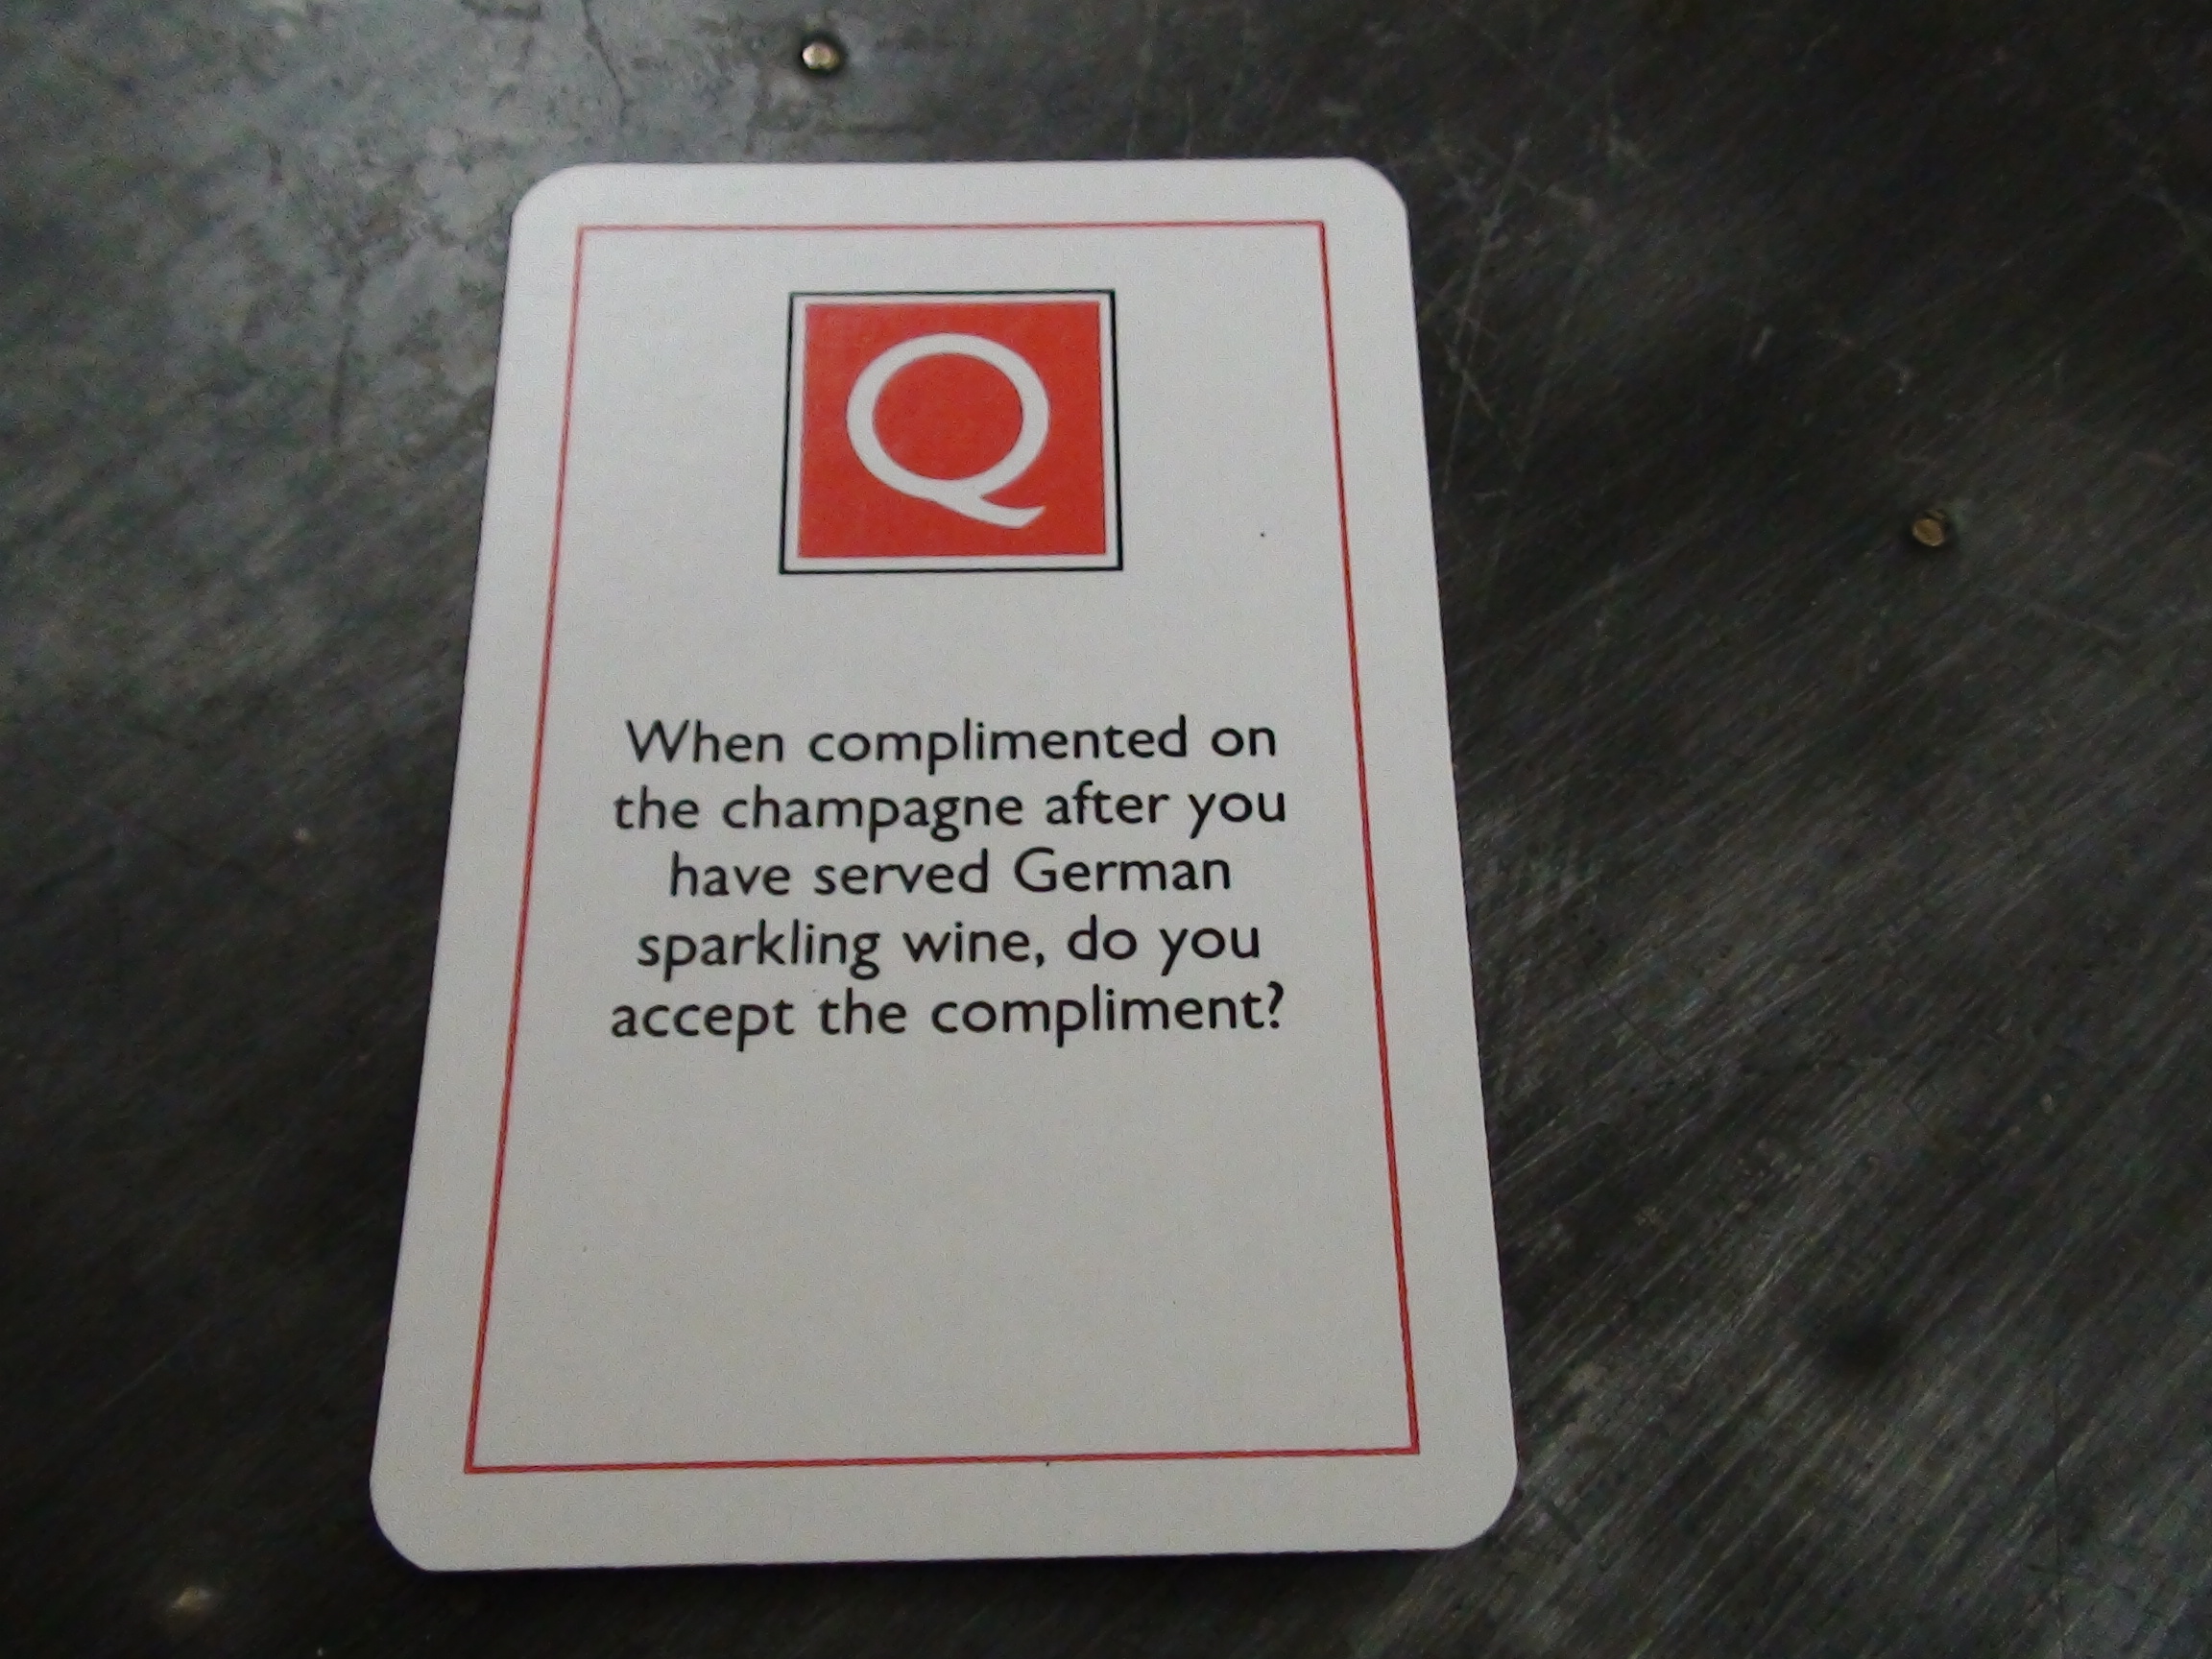 Q
When complimented on
the champagne after you
have served German
sparkling wine, do you
accept the compliment?